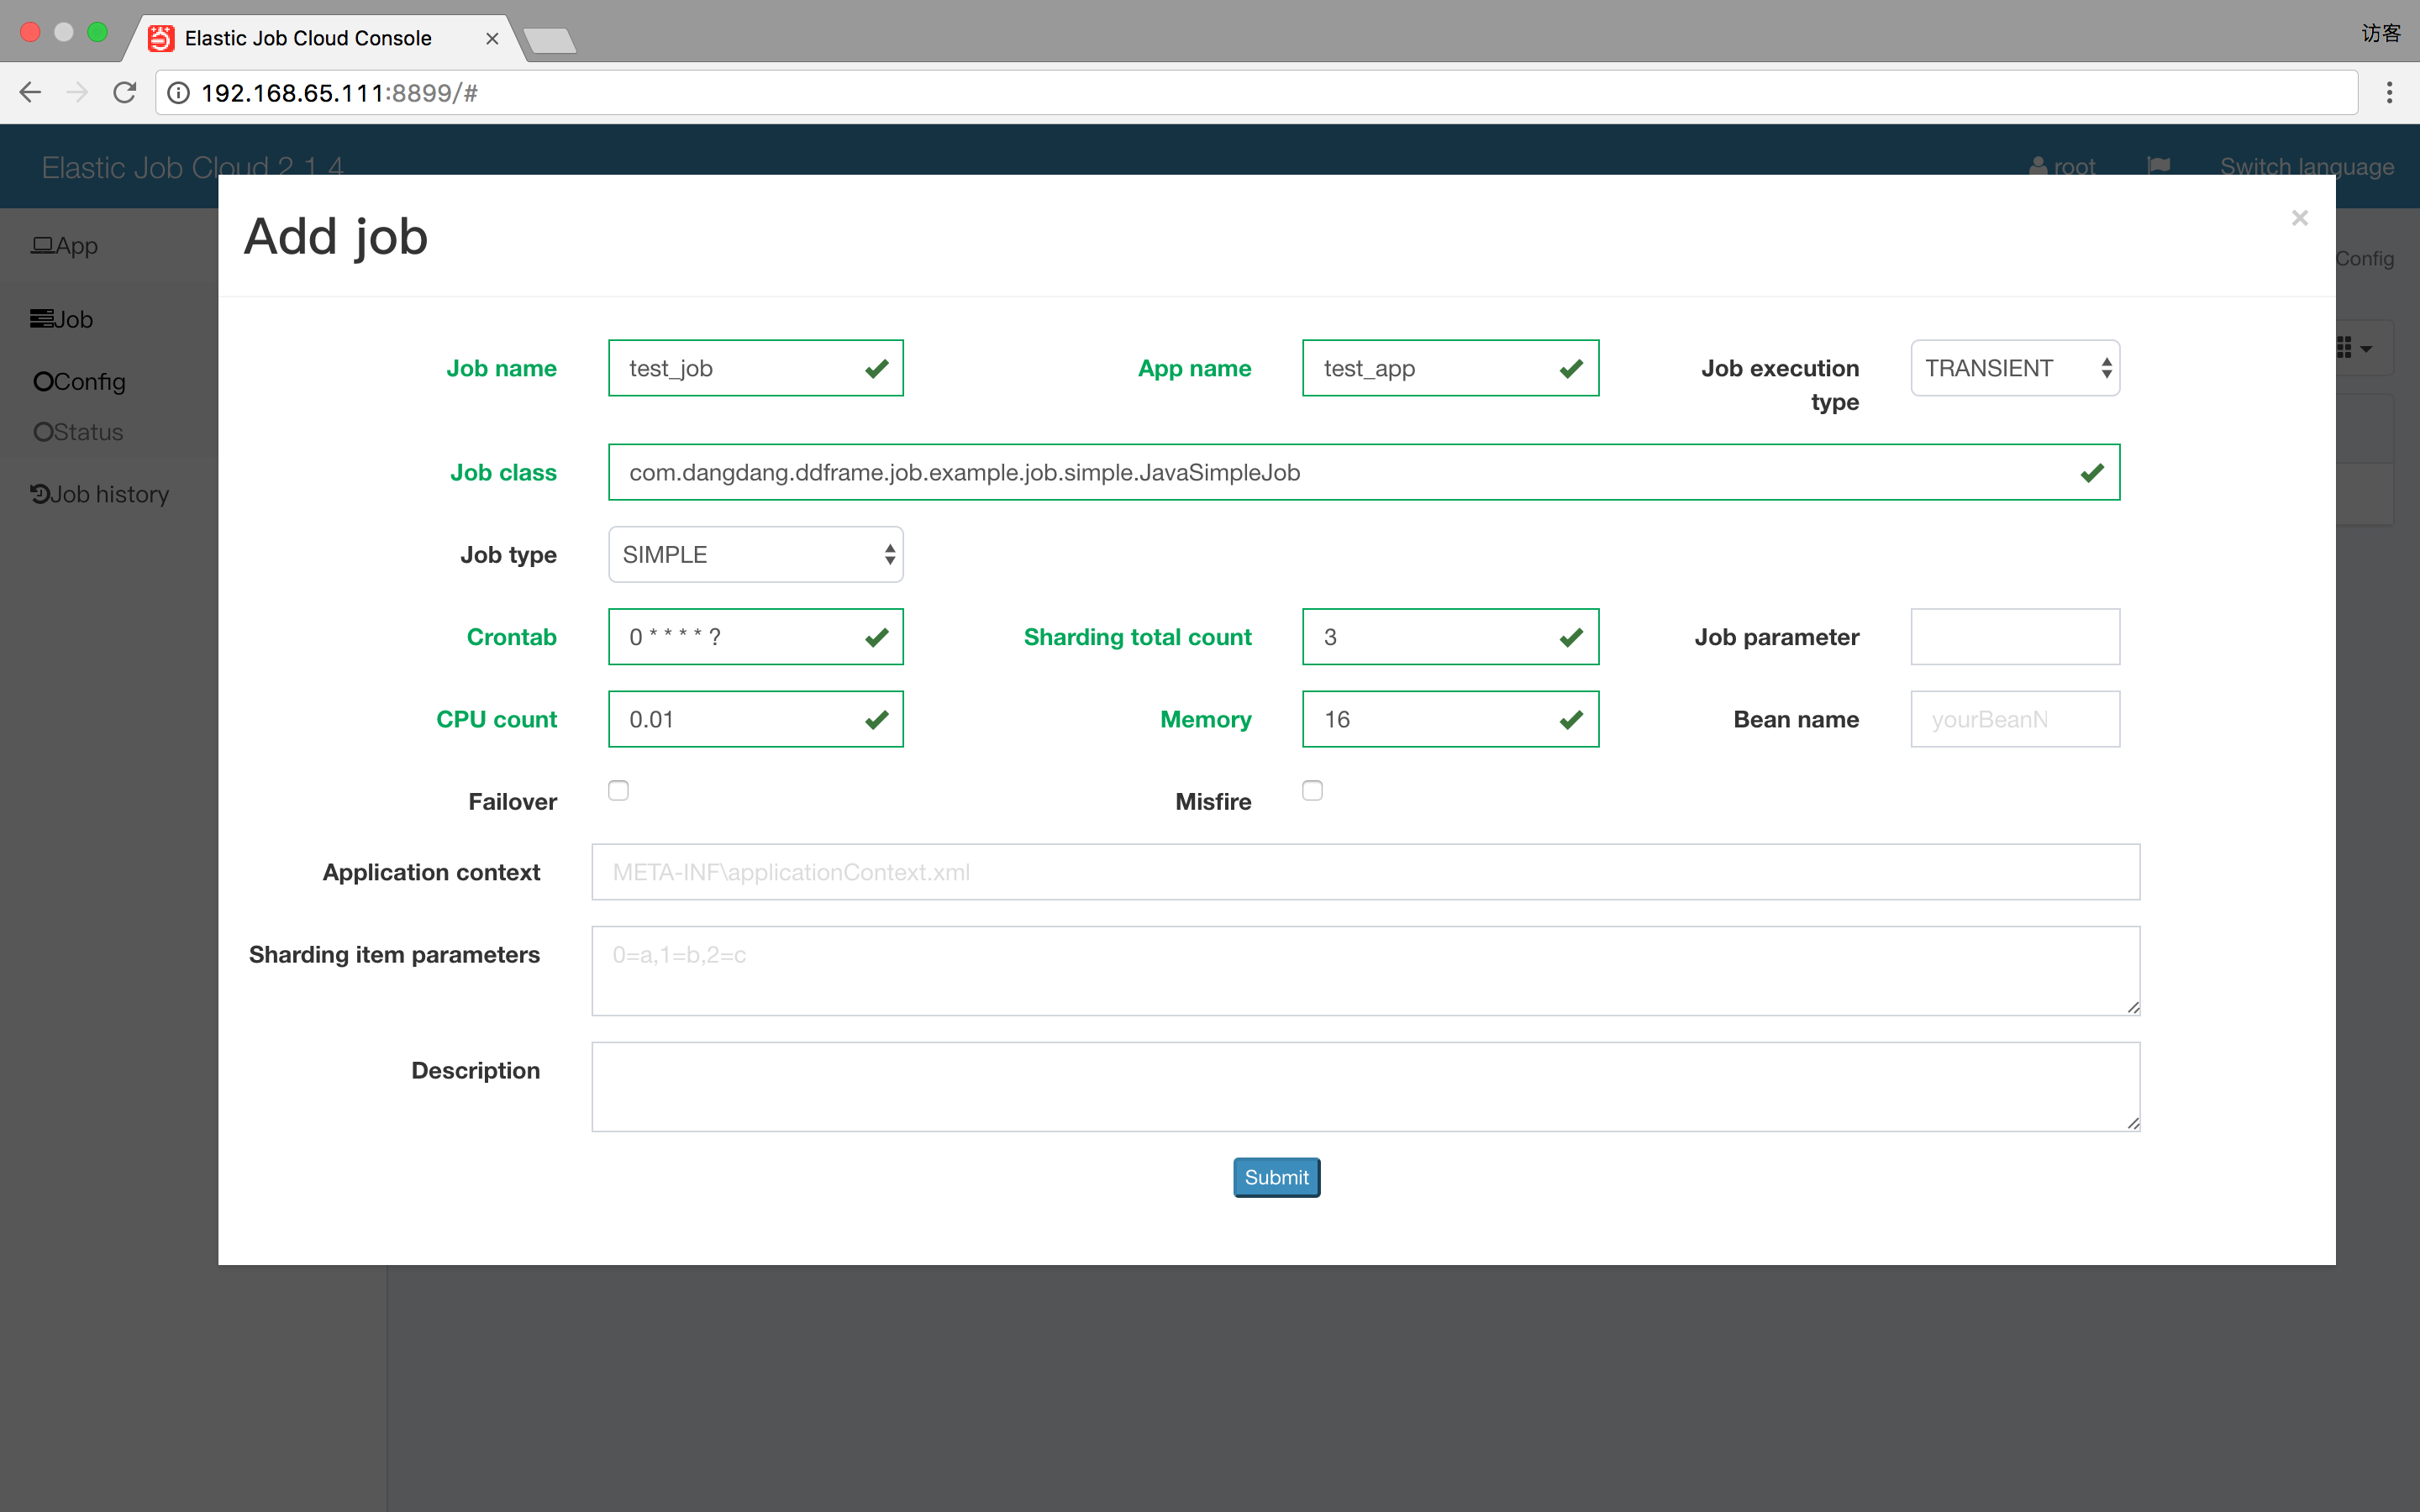 Elastic Job Cloud Console
访客
192.168.65.111:8899/#
Elastic Job Cloud 2.1.4
root
Switch language
Add job
×
App
Config
Job
Config
Status
Job history
Job name
test_job
App name
test_app
Job execution
type
TRANSIENT
Job class
com.dangdang.ddframe.job.example.job.simple.JavaSimpleJob
Job type
SIMPLE
Crontab
0 * * * * ?
Sharding total count
3
Job parameter
CPU count
0.01
Memory
16
Bean name
yourBeanN
Failover
Misfire
Application context
META-INF\applicationContext.xml
Sharding item parameters
0=a,1=b,2=c
Description
Submit